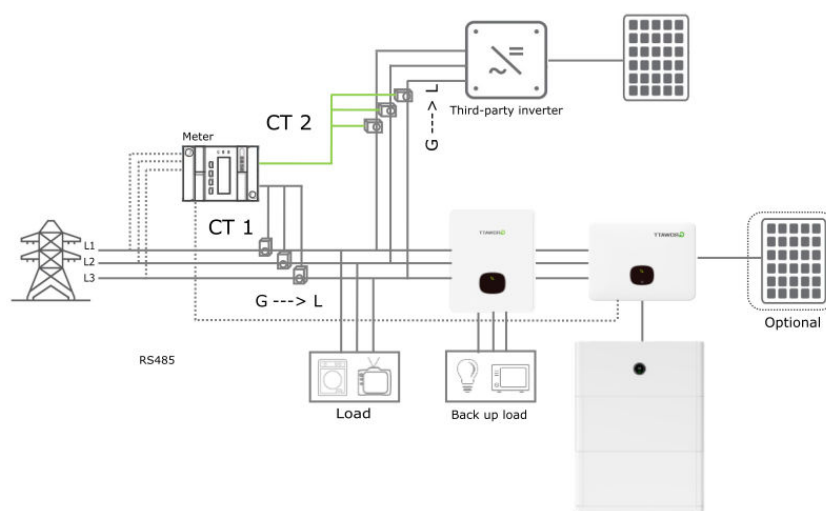 Third-party inverter
CT 2
G ---> L
Meter
CT 1
L1
L2
L3
G ---> L
Optional
RS485
Load
Back up load